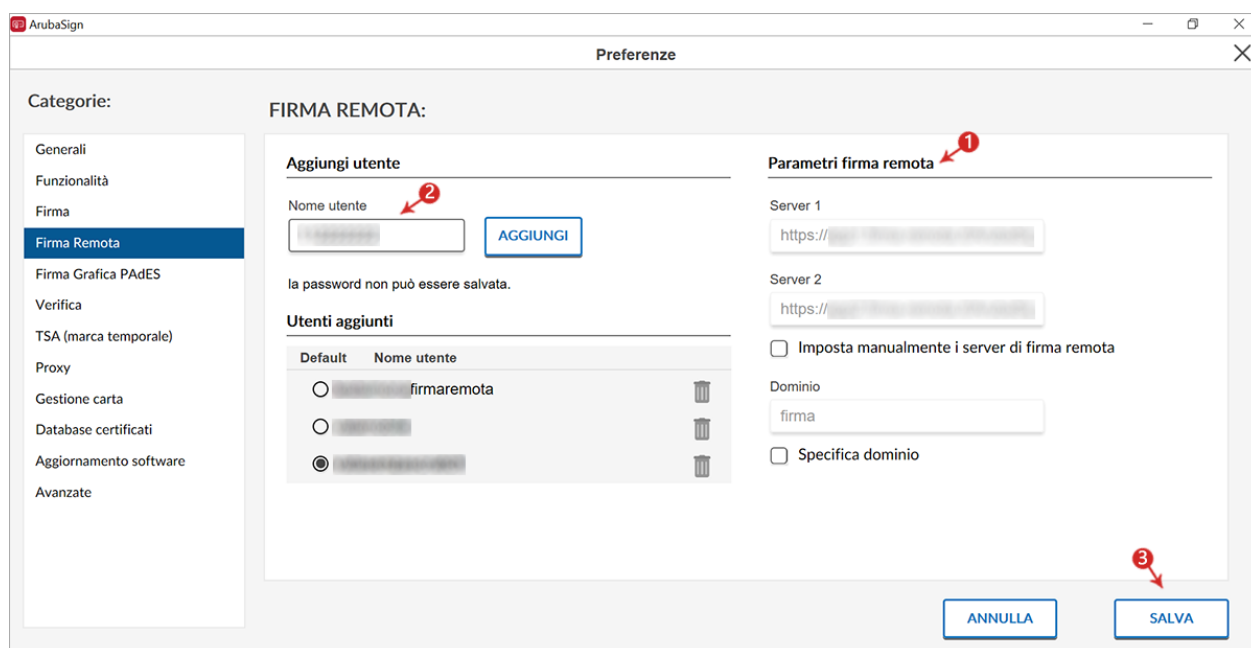 ArubaSign
Preferenze
Categorie:
Generali
Funzionalità
Firma
Firma Remota
Firma Grafica PAdES
Verifica
TSA (marca temporale)
Proxy
Gestione carta
Database certificati
Aggiornamento software
Avanzate
FIRMA REMOTA:
Aggiungi utente
2
Nome utente
AGGIUNGI
la password non può essere salvata.
Utenti aggiunti
Default Nome utente
firmaremota
1
Parametri firma remota
Server 1
https://
Server 2
https://
Imposta manualmente i server di firma remota
Dominio
firma
Specifica dominio
3
ANNULLA SALVA